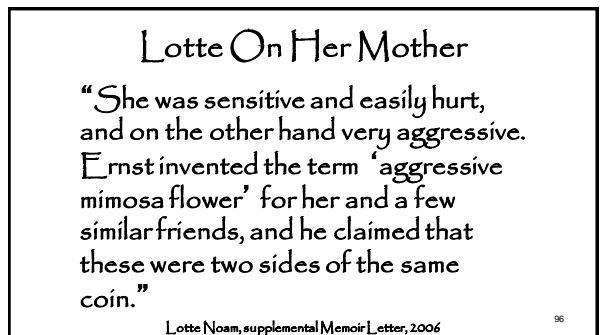 Lotte On Her Mother
“She was sensitive and easily hurt,
and on the other hand very aggressive.
Ernst invented the term ‘aggressive
mimosa flower’ for her and a few
similar friends, and he claimed that
these were two sides of the same
coin.”
Lotte Noam, supplemental Memoir Letter, 2006
96